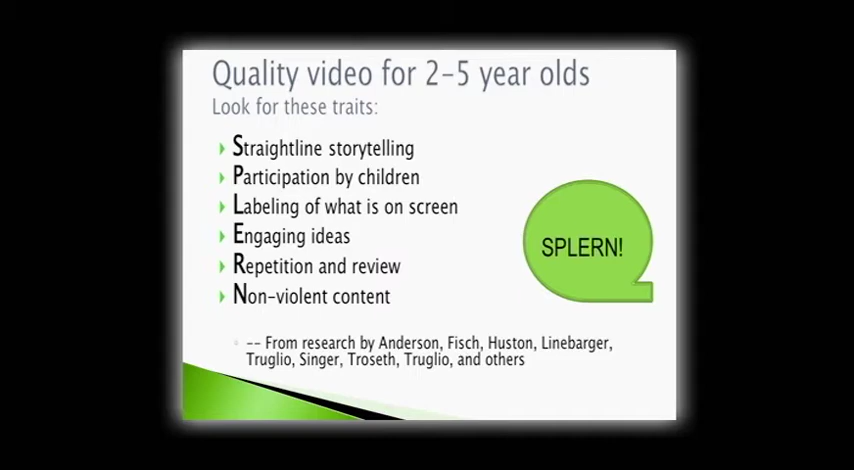 Quality video for 2-5 year olds
Look for these traits:
Straightline storytelling
Participation by children
Labeling of what is on screen
Engaging ideas
Repetition and review
Non-violent content
SPLERN!
-- From research by Anderson, Fisch, Huston, Linebarger,
Truglio, Singer, Troseth, Truglio, and others